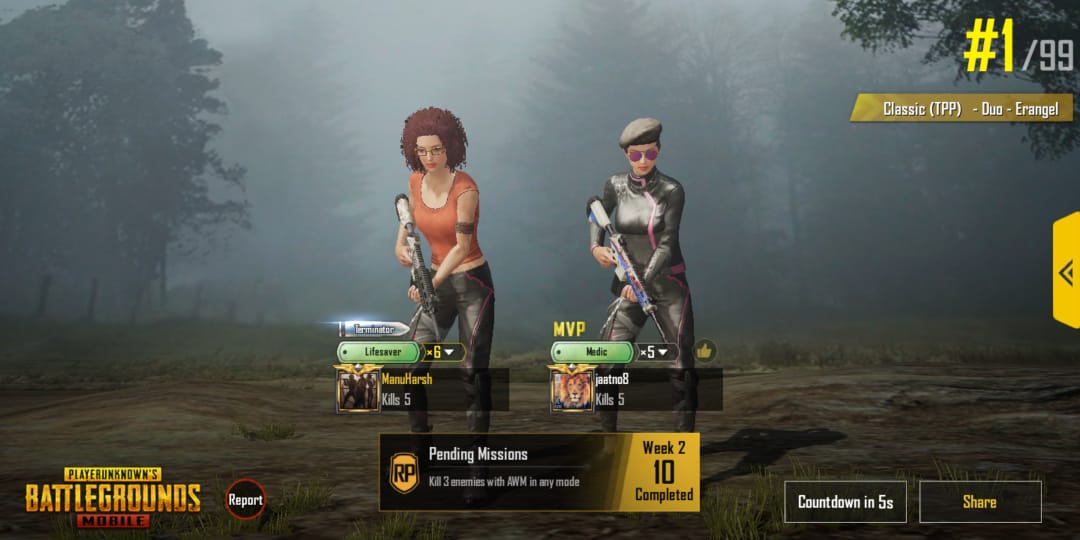 #1/99
Classic (TPP) - Duo - Erangel
Terminator
Lifesaver ×6
ManuHarsh
Kills 5
MVP
Medic ×5
jaatno8
Kills 5
RP
Pending Missions
Kill 3 enemies with AWM in any mode
Week 2
10
Completed
PLAYERUNKNOWN'S
BATTLEGROUNDS
MOBILE
Report
Countdown in 5s
Share